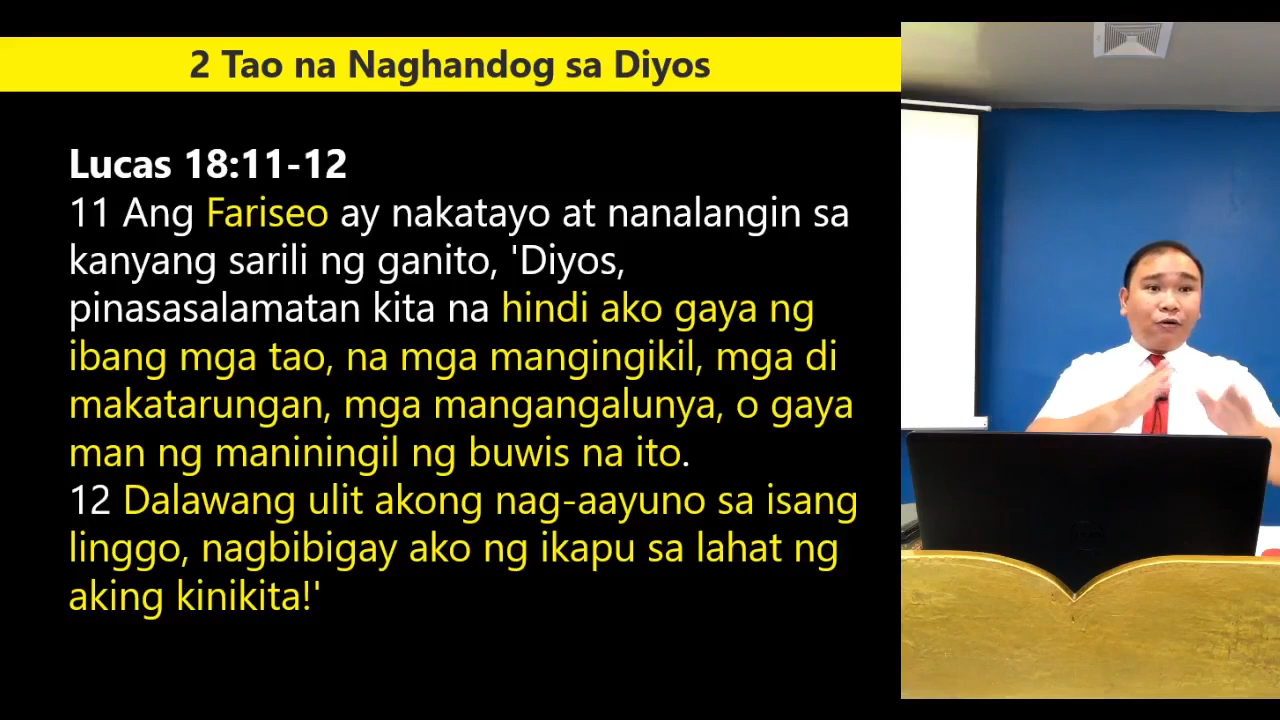 2 Tao na Naghandog sa Diyos
Lucas 18:11-12
11 Ang Fariseo ay nakatayo at nanalangin sa
kanyang sarili ng ganito, 'Diyos,
pinasasalamatan kita na hindi ako gaya ng
ibang mga tao, na mga mangingikil, mga di
makatarungan, mga mangangalunya, o gaya
man ng maniningil ng buwis na ito.
12 Dalawang ulit akong nag-aayuno sa isang
linggo, nagbibigay ako ng ikapu sa lahat ng
aking kinikita!'